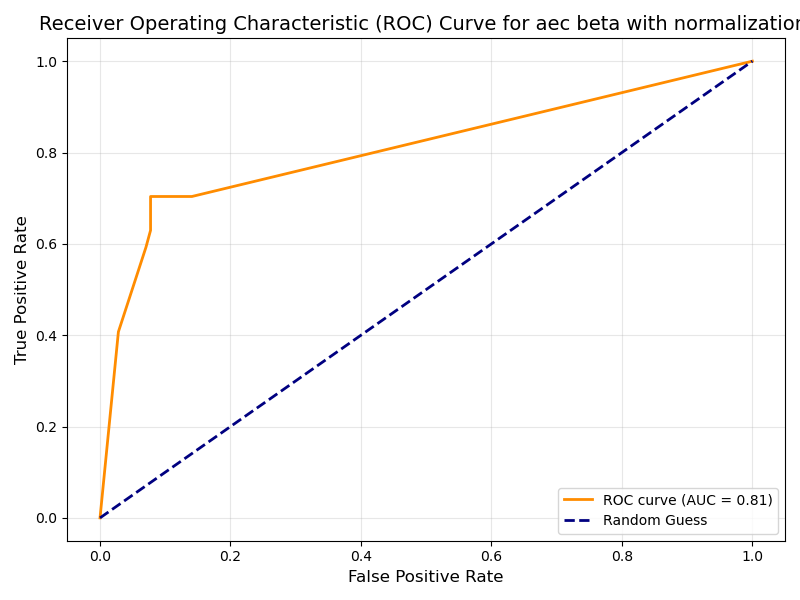 Receiver Operating Characteristic (ROC) Curve for aec beta with normalization
True Positive Rate
1.0
0.8
0.6
0.4
0.2
0.0
0.0 0.2 0.4 0.6 0.8 1.0
False Positive Rate
ROC curve (AUC = 0.81)
Random Guess